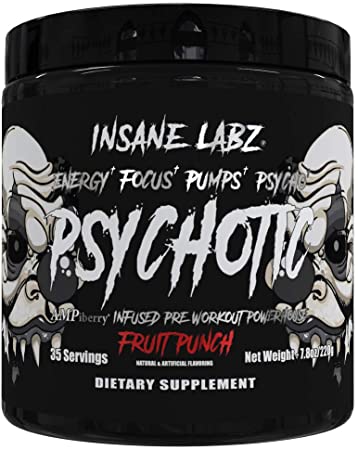 INSANE LABZ®
ENERGY+ FOCUS+ PUMPS+ PSYCHO
PSYCHOTIC
AMPiberry® INFUSED PRE WORKOUT POWERHOUSE
FRUIT PUNCH
35 Servings
NATURAL & ARTIFICIAL FLAVORING
Net Weight: 7.8oz/220g
DIETARY SUPPLEMENT